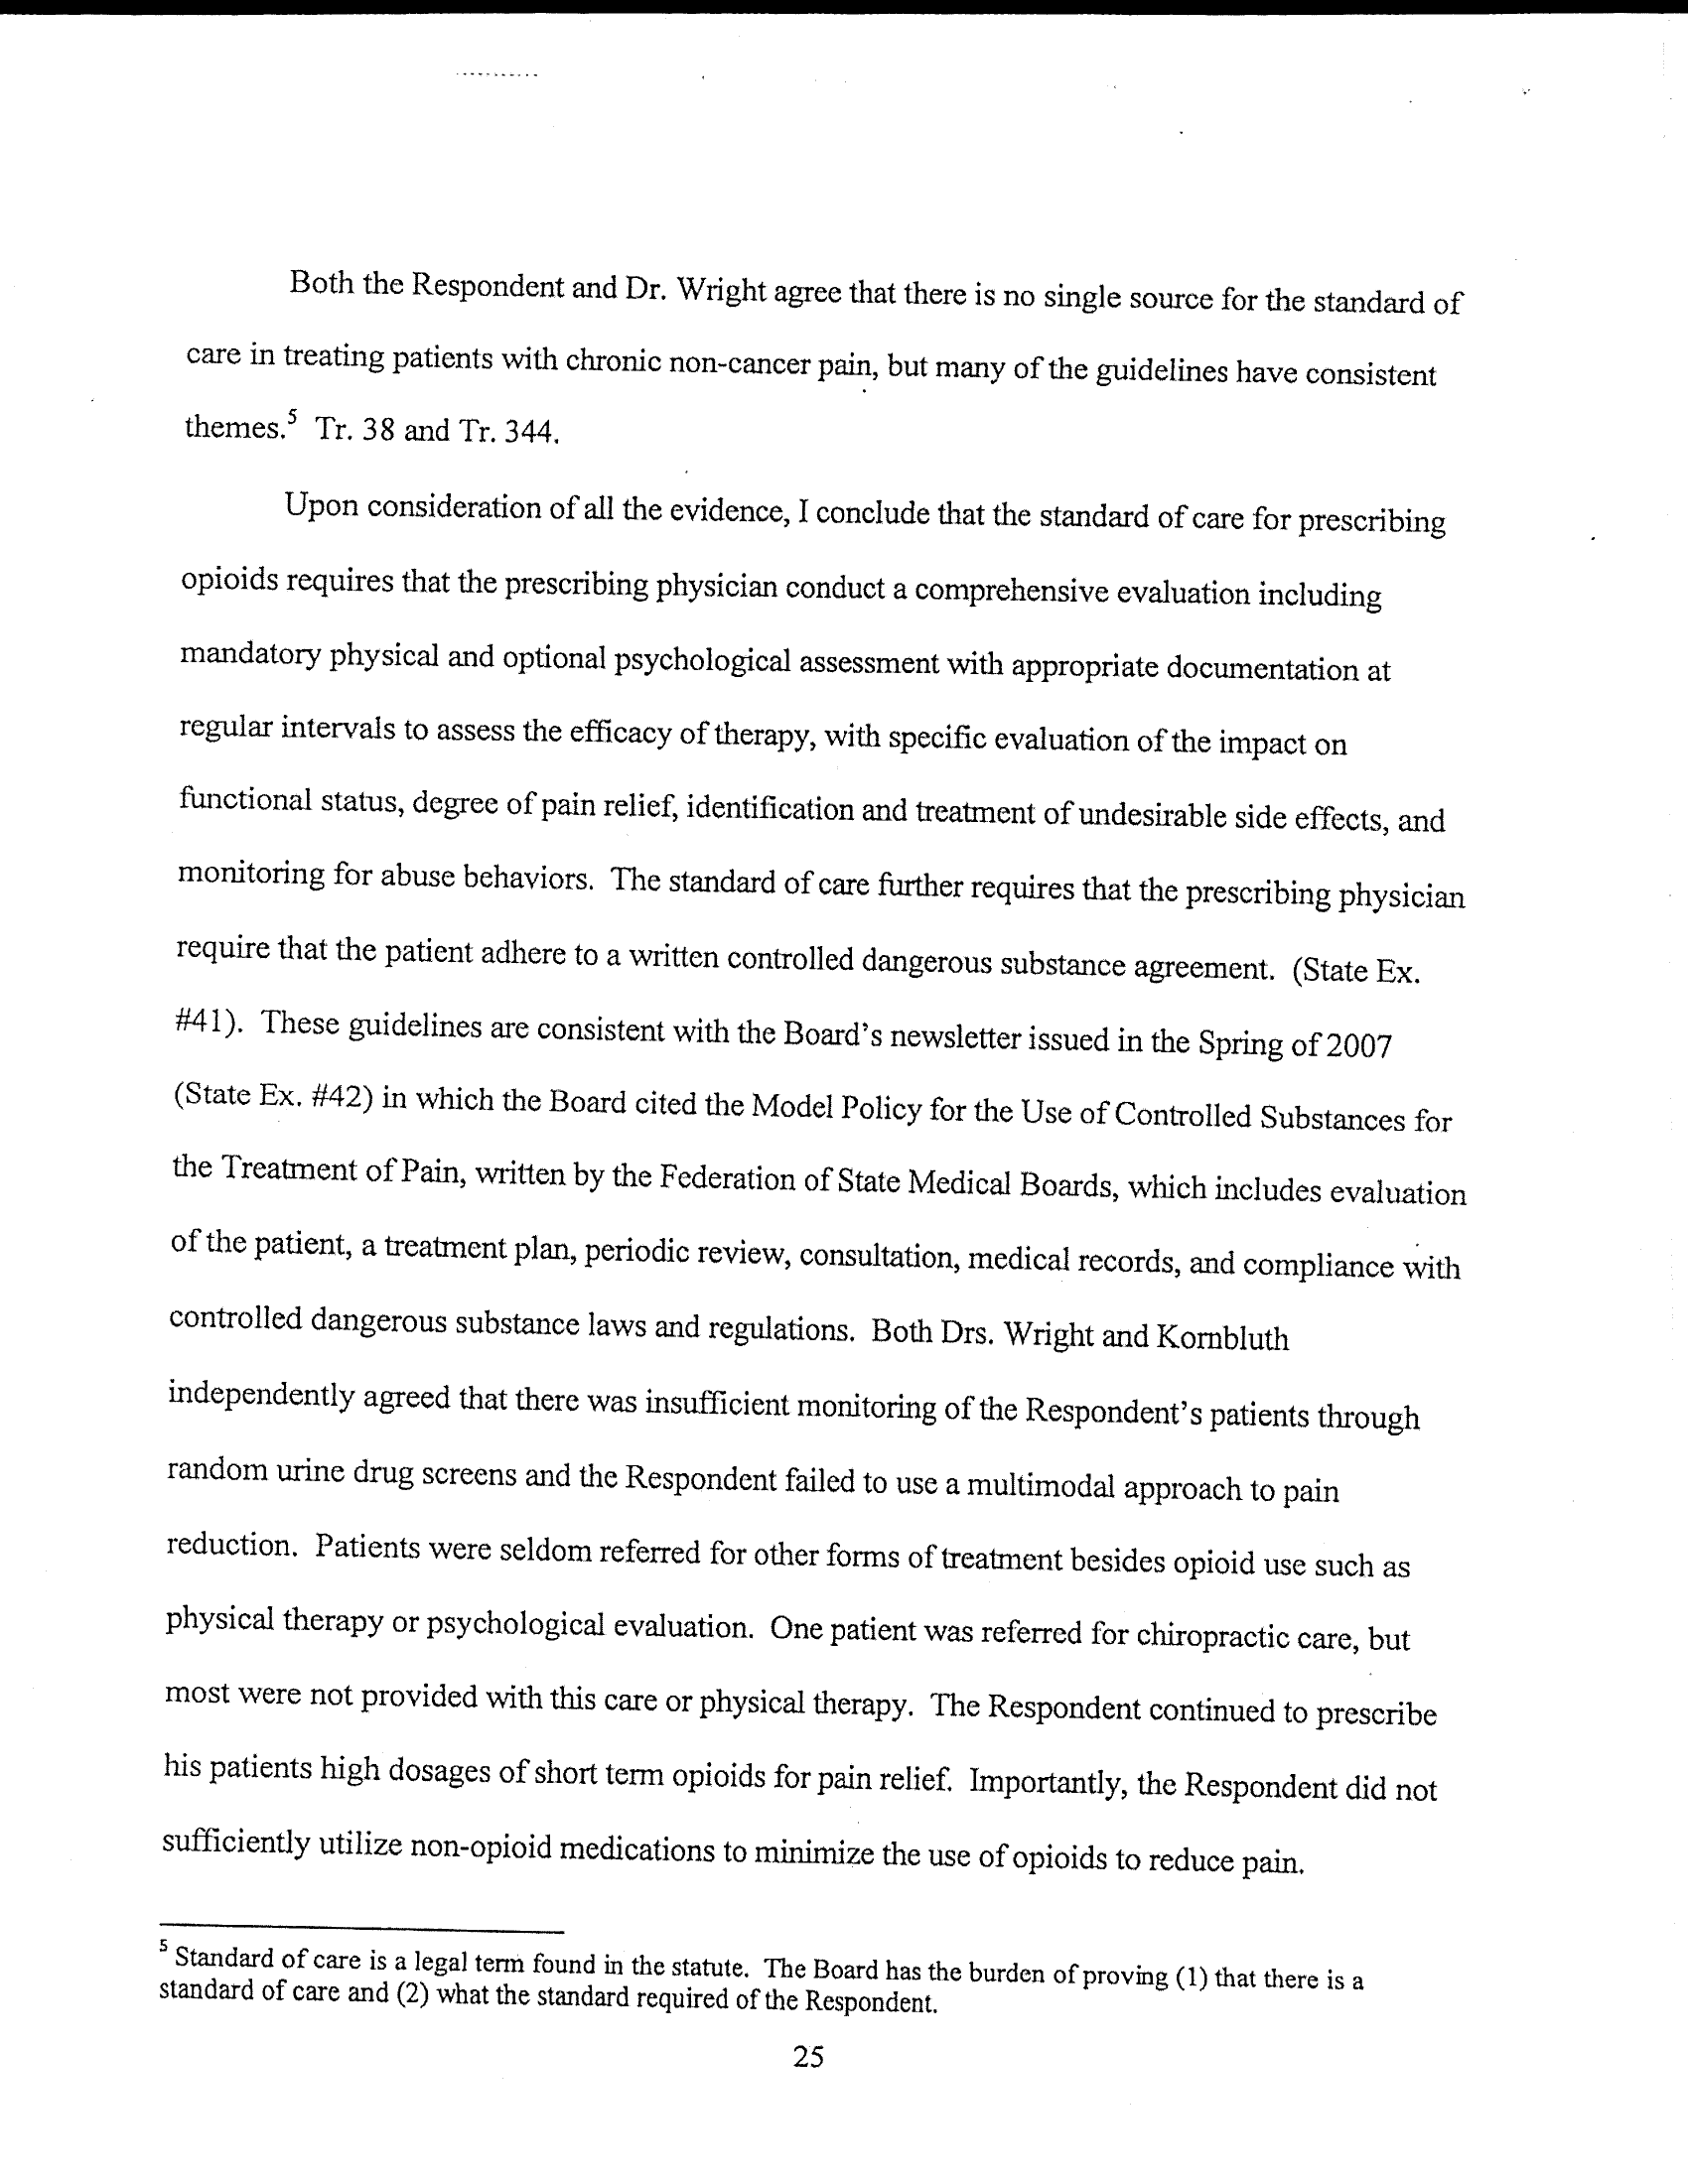 Both the Respondent and Dr. Wright agree that there is no single source for the standard of
care in treating patients with chronic non-cancer pain, but many of the guidelines have consistent
themes.5 Tr. 38 and Tr. 344.
Upon consideration of all the evidence, I conclude that the standard of care for prescribing
opioids requires that the prescribing physician conduct a comprehensive evaluation including
mandatory physical and optional psychological assessment with appropriate documentation at
regular intervals to assess the efficacy of therapy, with specific evaluation of the impact on
functional status, degree of pain relief, identification and treatment of undesirable side effects, and
monitoring for abuse behaviors. The standard of care further requires that the prescribing physician
require that the patient adhere to a written controlled dangerous substance agreement. (State Ex.
#41). These guidelines are consistent with the Board's newsletter issued in the Spring of 2007
(State Ex. #42) in which the Board cited the Model Policy for the Use of Controlled Substances for
the Treatment of Pain, written by the Federation of State Medical Boards, which includes evaluation
of the patient, a treatment plan, periodic review, consultation, medical records, and compliance with
controlled dangerous substance laws and regulations. Both Drs. Wright and Kornbluth
independently agreed that there was insufficient monitoring of the Respondent's patients through
random urine drug screens and the Respondent failed to use a multimodal approach to pain
reduction. Patients were seldom referred for other forms of treatment besides opioid use such as
physical therapy or psychological evaluation. One patient was referred for chiropractic care, but
most were not provided with this care or physical therapy. The Respondent continued to prescribe
his patients high dosages of short term opioids for pain relief. Importantly, the Respondent did not
sufficiently utilize non-opioid medications to minimize the use of opioids to reduce pain.
5 Standard of care is a legal term found in the statute. The Board has the burden of proving (1) that there is a
standard of care and (2) what the standard required of the Respondent.
25